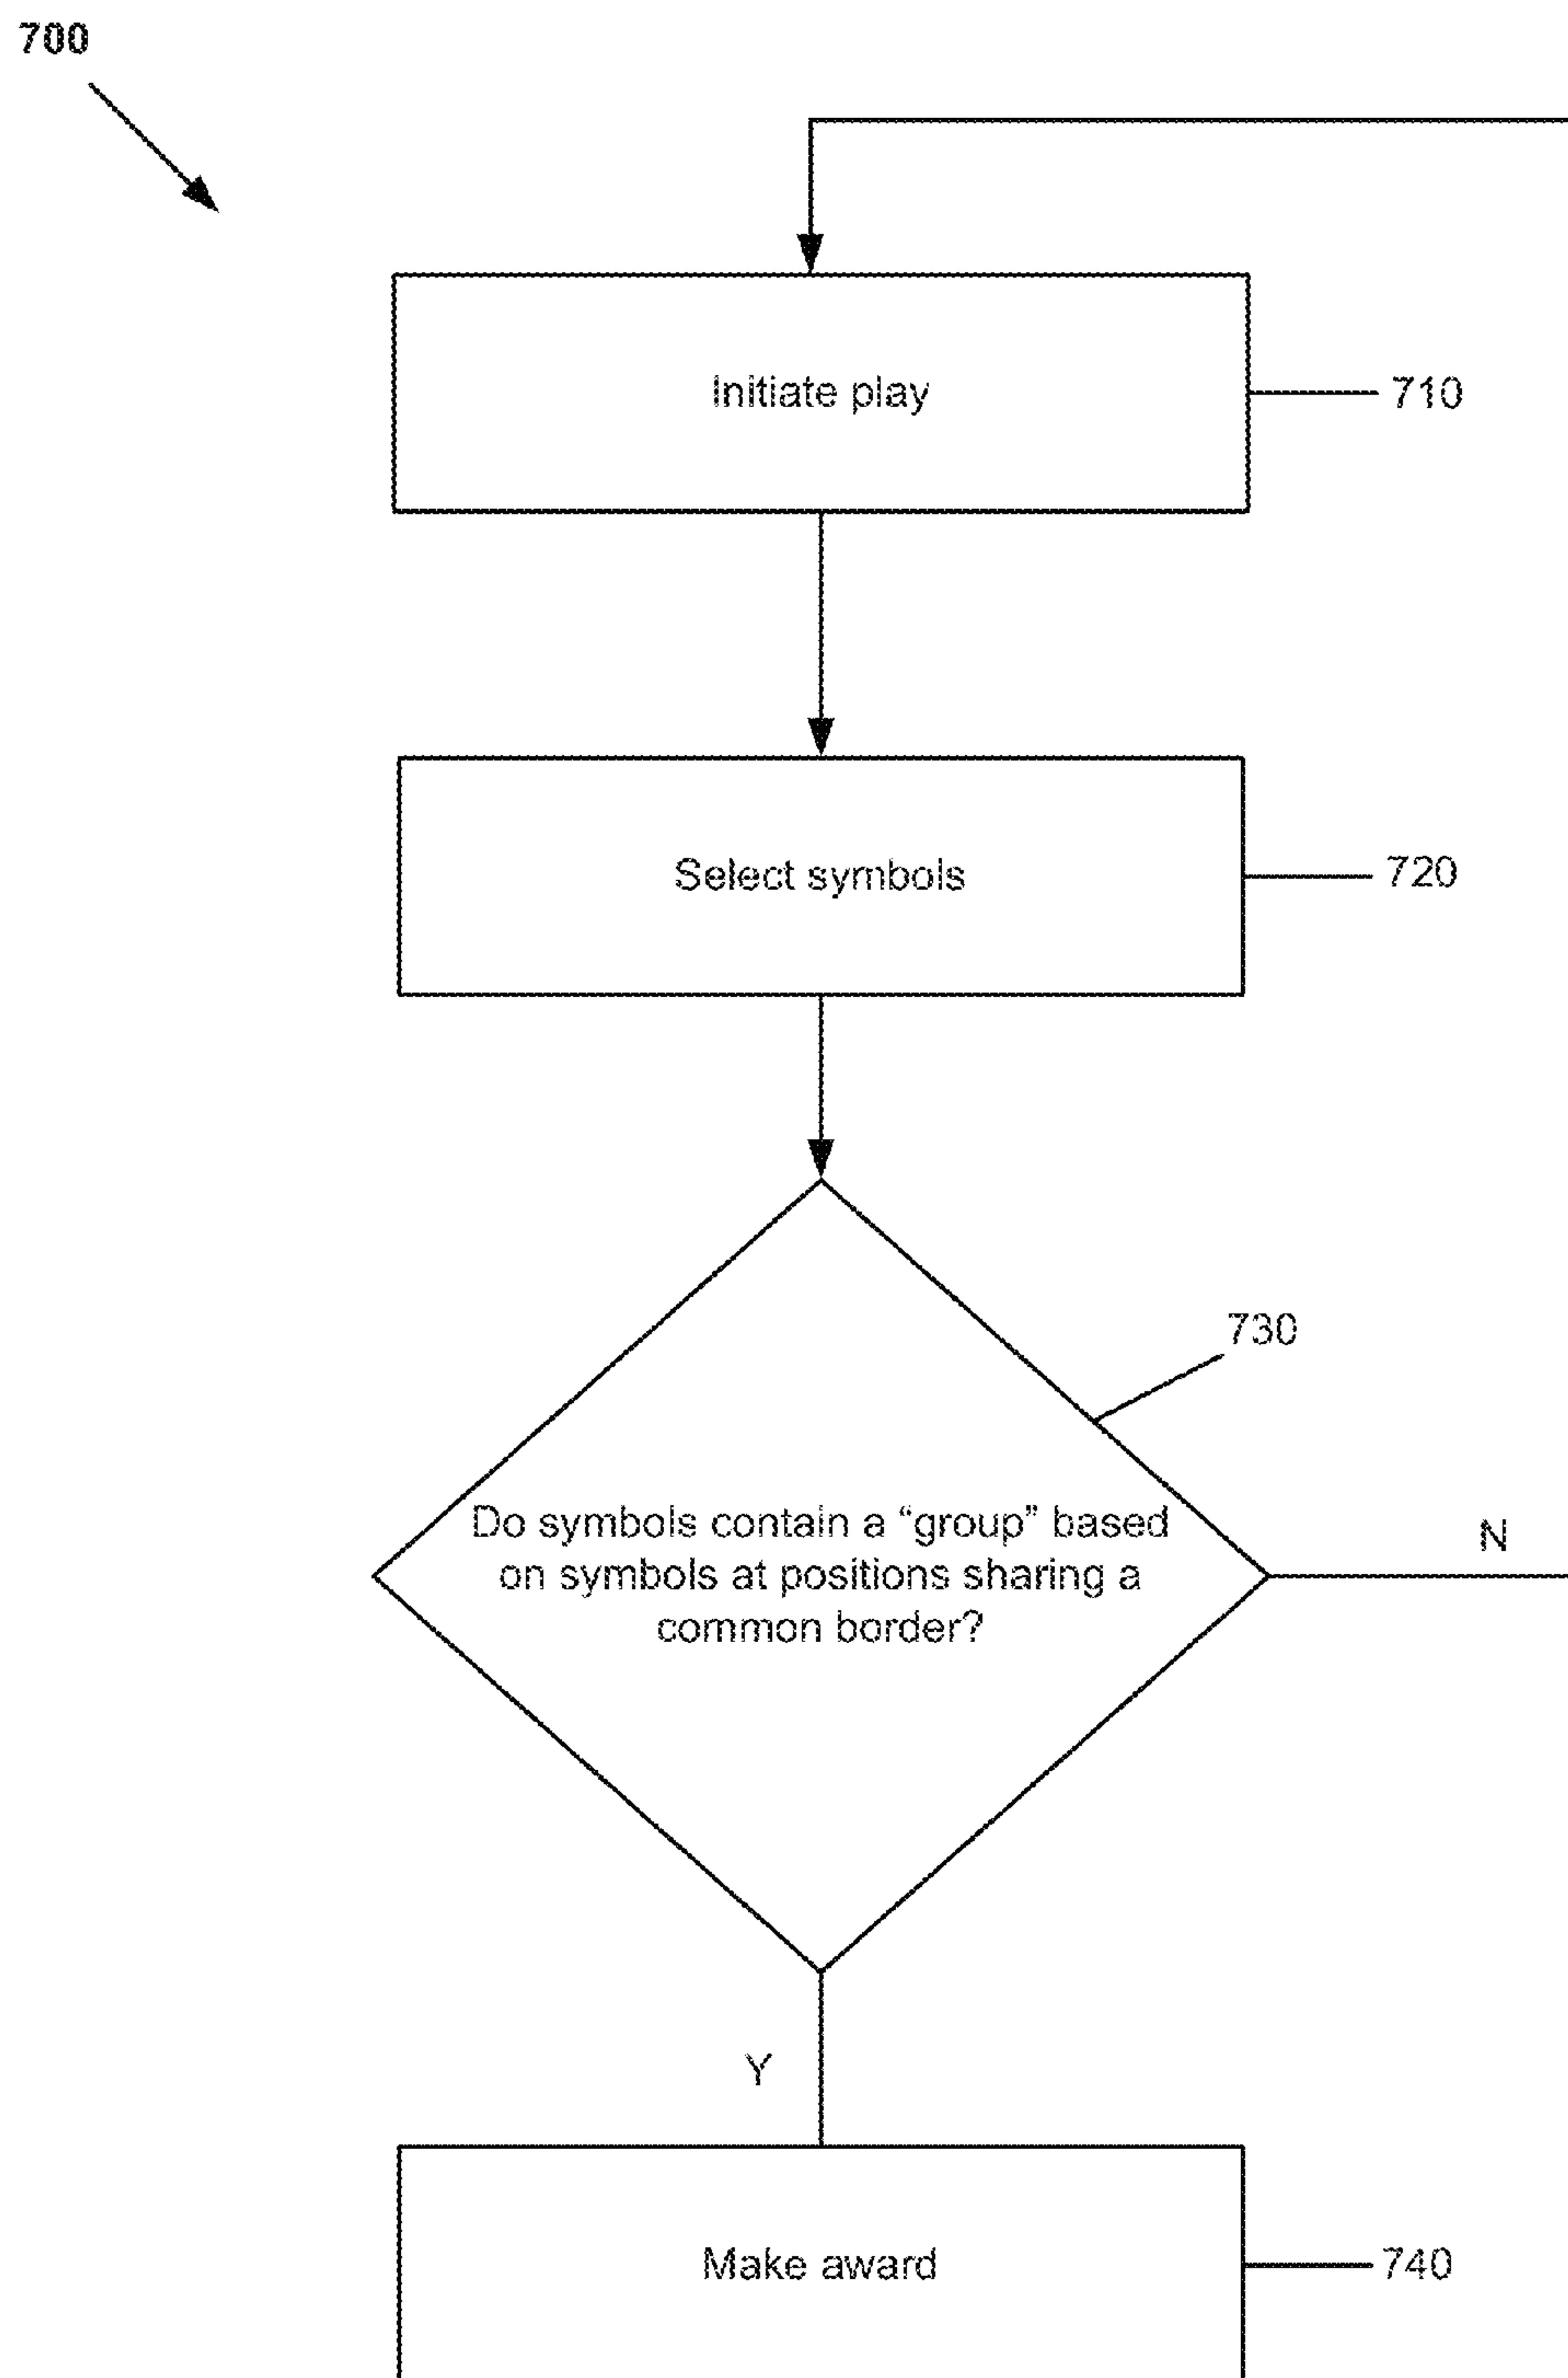 700
Initiate play
710
Select symbols
720
730
Do symbols contain a “group” based
on symbols at positions sharing a
common border?
N
Y
Make award
740